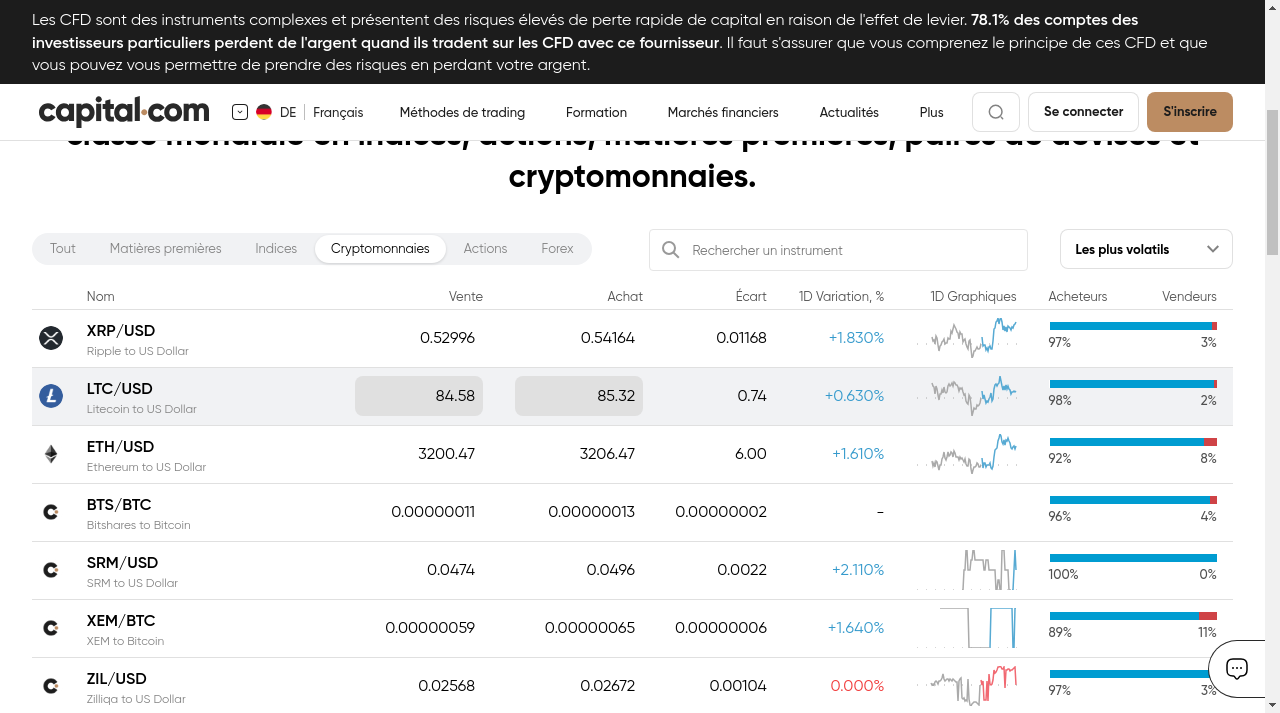 Les CFD sont des instruments complexes et présentent des risques élevés de perte rapide de capital en raison de l'effet de levier. 78.1% des comptes des
investisseurs particuliers perdent de l'argent quand ils tradent sur les CFD avec ce fournisseur. Il faut s'assurer que vous comprenez le principe de ces CFD et que
vous pouvez vous permettre de prendre des risques en perdant votre argent.
capital.com DE Français Méthodes de trading Formation Marchés financiers Actualités Plus Se connecter S'inscrire
classe mondiale en indices, actions, matières premières, paires de devises et
cryptomonnaies.
Tout Matières premières Indices Cryptomonnaies Actions Forex Rechercher un instrument Les plus volatils
Nom Vente Achat Écart 1D Variation, % 1D Graphiques Acheteurs Vendeurs
XRP/USD 0.52996 0.54164 0.01168 +1.830%
Ripple to US Dollar 97% 3%
LTC/USD 84.58 85.32 0.74 +0.630%
Litecoin to US Dollar 98% 2%
ETH/USD 3200.47 3206.47 6.00 +1.610%
Ethereum to US Dollar 92% 8%
BTS/BTC 0.00000011 0.00000013 0.00000002 -
Bitshares to Bitcoin 96% 4%
SRM/USD 0.0474 0.0496 0.0022 +2.110%
SRM to US Dollar 100% 0%
XEM/BTC 0.00000059 0.00000065 0.00000006 +1.640%
XEM to Bitcoin 89% 11%
ZIL/USD 0.02568 0.02672 0.00104 0.000%
Zilliqa to US Dollar 97% 3%